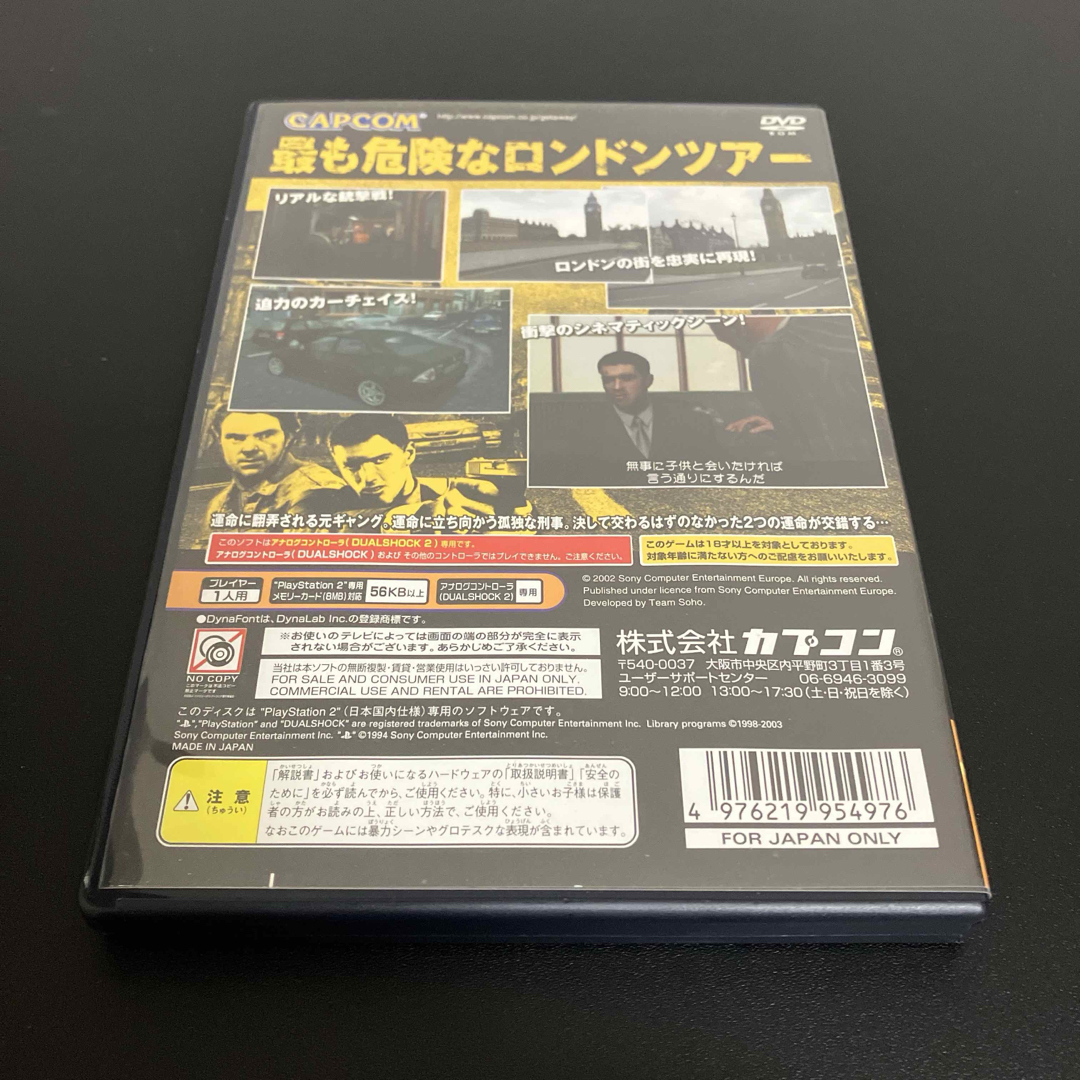 CAPCOM® http://www.capcom.co.jp/getaway/
DVD
ROM
最も危険なロンドンツアー
リアルな銃撃戦!
ロンドンの街を忠実に再現!
迫力のカーチェイス!
衝撃のシネマティックシーン!
無事に子供と会いたければ
言う通りにするんだ
運命に翻弄される元ギャング。運命に立ち向かう孤独な刑事。決して交わるはずのなかった2つの運命が交錯する…
このソフトはアナログコントローラ(DUALSHOCK 2)専用です。
アナログコントローラ(DUALSHOCK)および その他のコントローラではプレイできません。ご注意ください。
このゲームは18才以上を対象としております。
対象年齢に満たない方へのご配慮をお願いいたします。
プレイヤー
1人用
"PlayStation 2"専用
メモリーカード(8MB)対応
56KB以上
アナログコントローラ
(DUALSHOCK 2)
専用
© 2002 Sony Computer Entertainment Europe. All rights reserved.
Published under licence from Sony Computer Entertainment Europe.
Developed by Team Soho.
●DynaFontは、DynaLab Inc.の登録商標です。
NO COPY
※お使いのテレビによっては画面の端の部分が完全に表示
されない場合がございます。あらかじめご了承ください。
当社は本ソフトの無断複製・賃貸・営業使用はいっさい許可しておりません。
FOR SALE AND CONSUMER USE IN JAPAN ONLY.
COMMERCIAL USE AND RENTAL ARE PROHIBITED.
株式会社カプコン®
〒540-0037 大阪市中央区内平野町3丁目1番3号
ユーザーサポートセンター 06-6946-3099
9:00~12:00 13:00~17:30(土・日・祝日を除く)
このディスクは "PlayStation 2"(日本国内仕様)専用のソフトウェアです。
" ","PlayStation" and "DUALSHOCK" are registered trademarks of Sony Computer Entertainment Inc. Library programs ©1998-2003
Sony Computer Entertainment Inc. " " ©1994 Sony Computer Entertainment Inc.
MADE IN JAPAN
注意
(ちゅうい)
「解説書」およびお使いになるハードウェアの「取扱説明書」「安全の
ために」を必ず読んでから、ご使用ください。特に、小さいお子様は保護
者の方がお読みの上、正しい方法で、ご使用ください。
なおこのゲームには暴力シーンやグロテスクな表現が含まれています。
4 976219 954976
FOR JAPAN ONLY